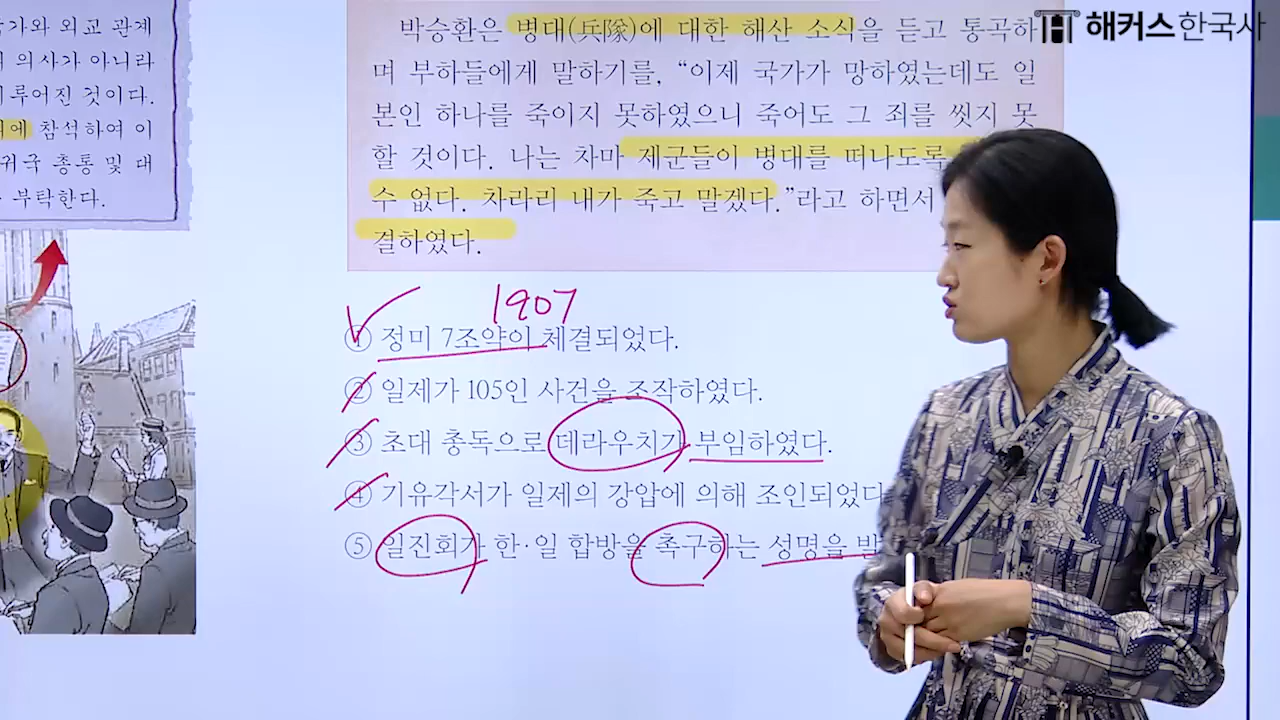 해커스한국사
가와 외교 관계
의사가 아니라
루어진 것이다.
에 참석하여 이
귀국 총통 및 대
부탁한다.
박승환은 병대(兵隊)에 대한 해산 소식을 듣고 통곡하
며 부하들에게 말하기를, “이제 국가가 망하였는데도 일
본인 하나를 죽이지 못하였으니 죽어도 그 죄를 씻지 못
할 것이다. 나는 차마 제군들이 병대를 떠나도록
수 없다. 차라리 내가 죽고 말겠다.”라고 하면서
결하였다.
1907
① 정미 7조약이 체결되었다.
② 일제가 105인 사건을 조작하였다.
③ 초대 총독으로 데라우치가 부임하였다.
④ 기유각서가 일제의 강압에 의해 조인되었다
⑤ 일진회가 한·일 합방을 촉구하는 성명을 발